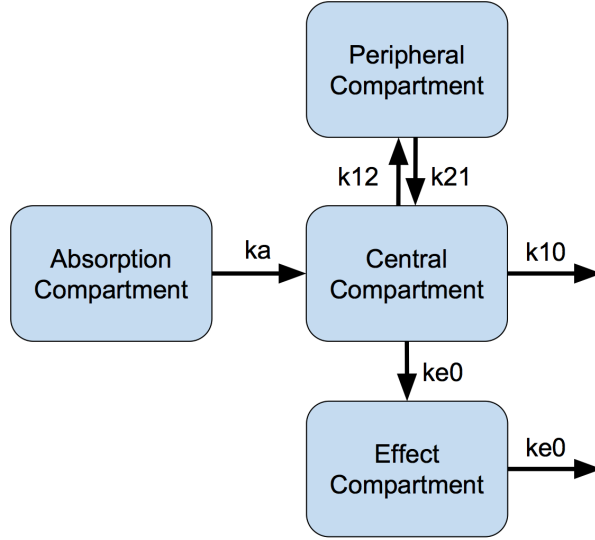 Peripheral
Compartment
k12
k21
Absorption
Compartment
ka
Central
Compartment
k10
ke0
Effect
Compartment
ke0